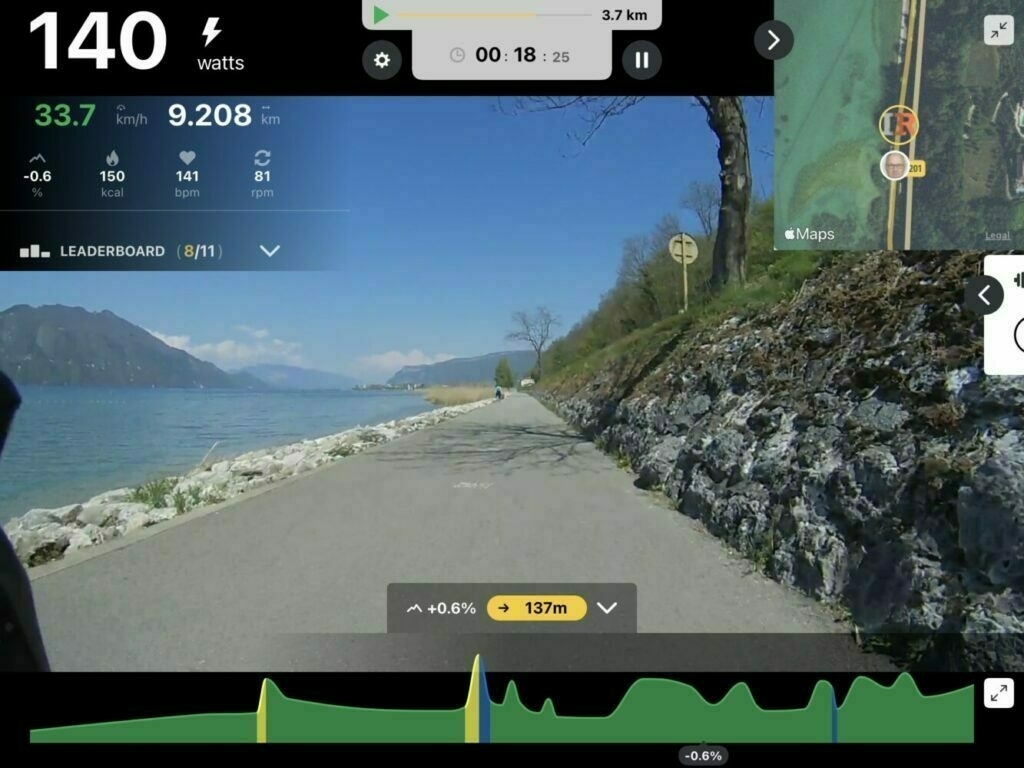 140 watts
3.7 km
00: 18 : 25
33.7 km/h 9.208 km
-0.6 150 141 81
% kcal bpm rpm
LEADERBOARD (8/11)
IR
201
Maps
Legal
+0.6% → 137m
-0.6%